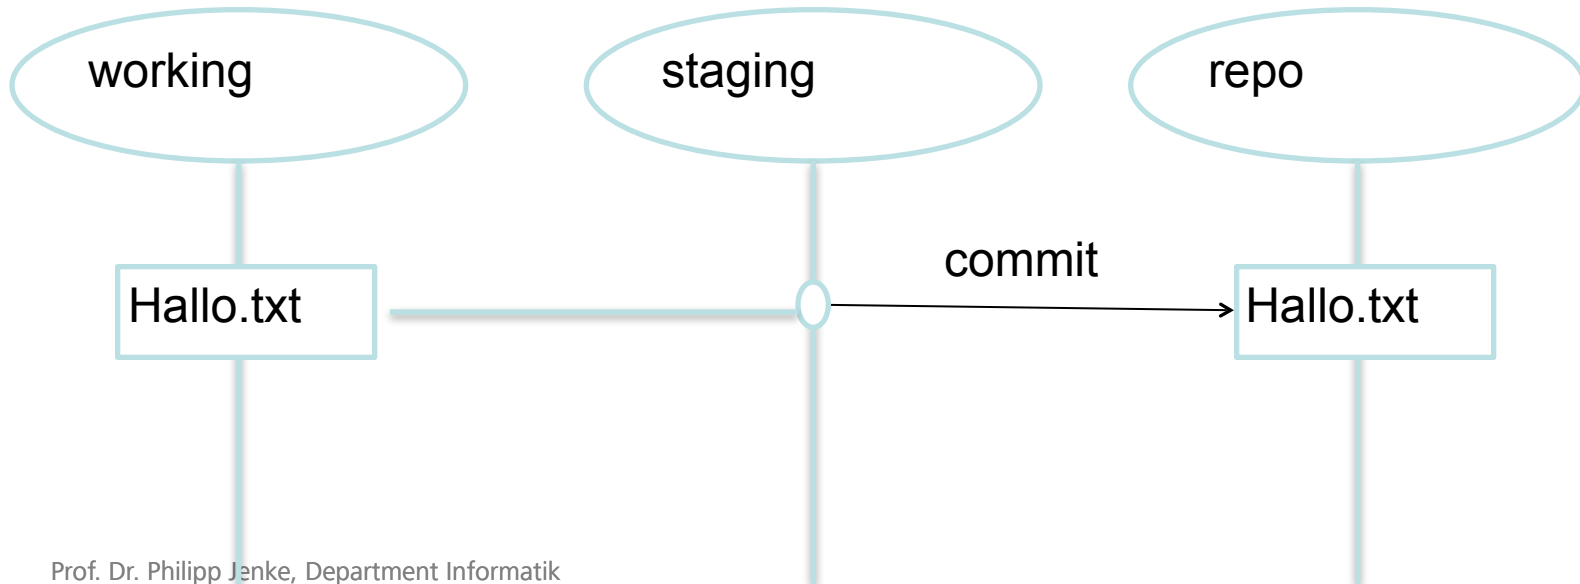 working
staging
repo
commit
Hallo.txt
Hallo.txt
Prof. Dr. Philipp Jenke, Department Informatik